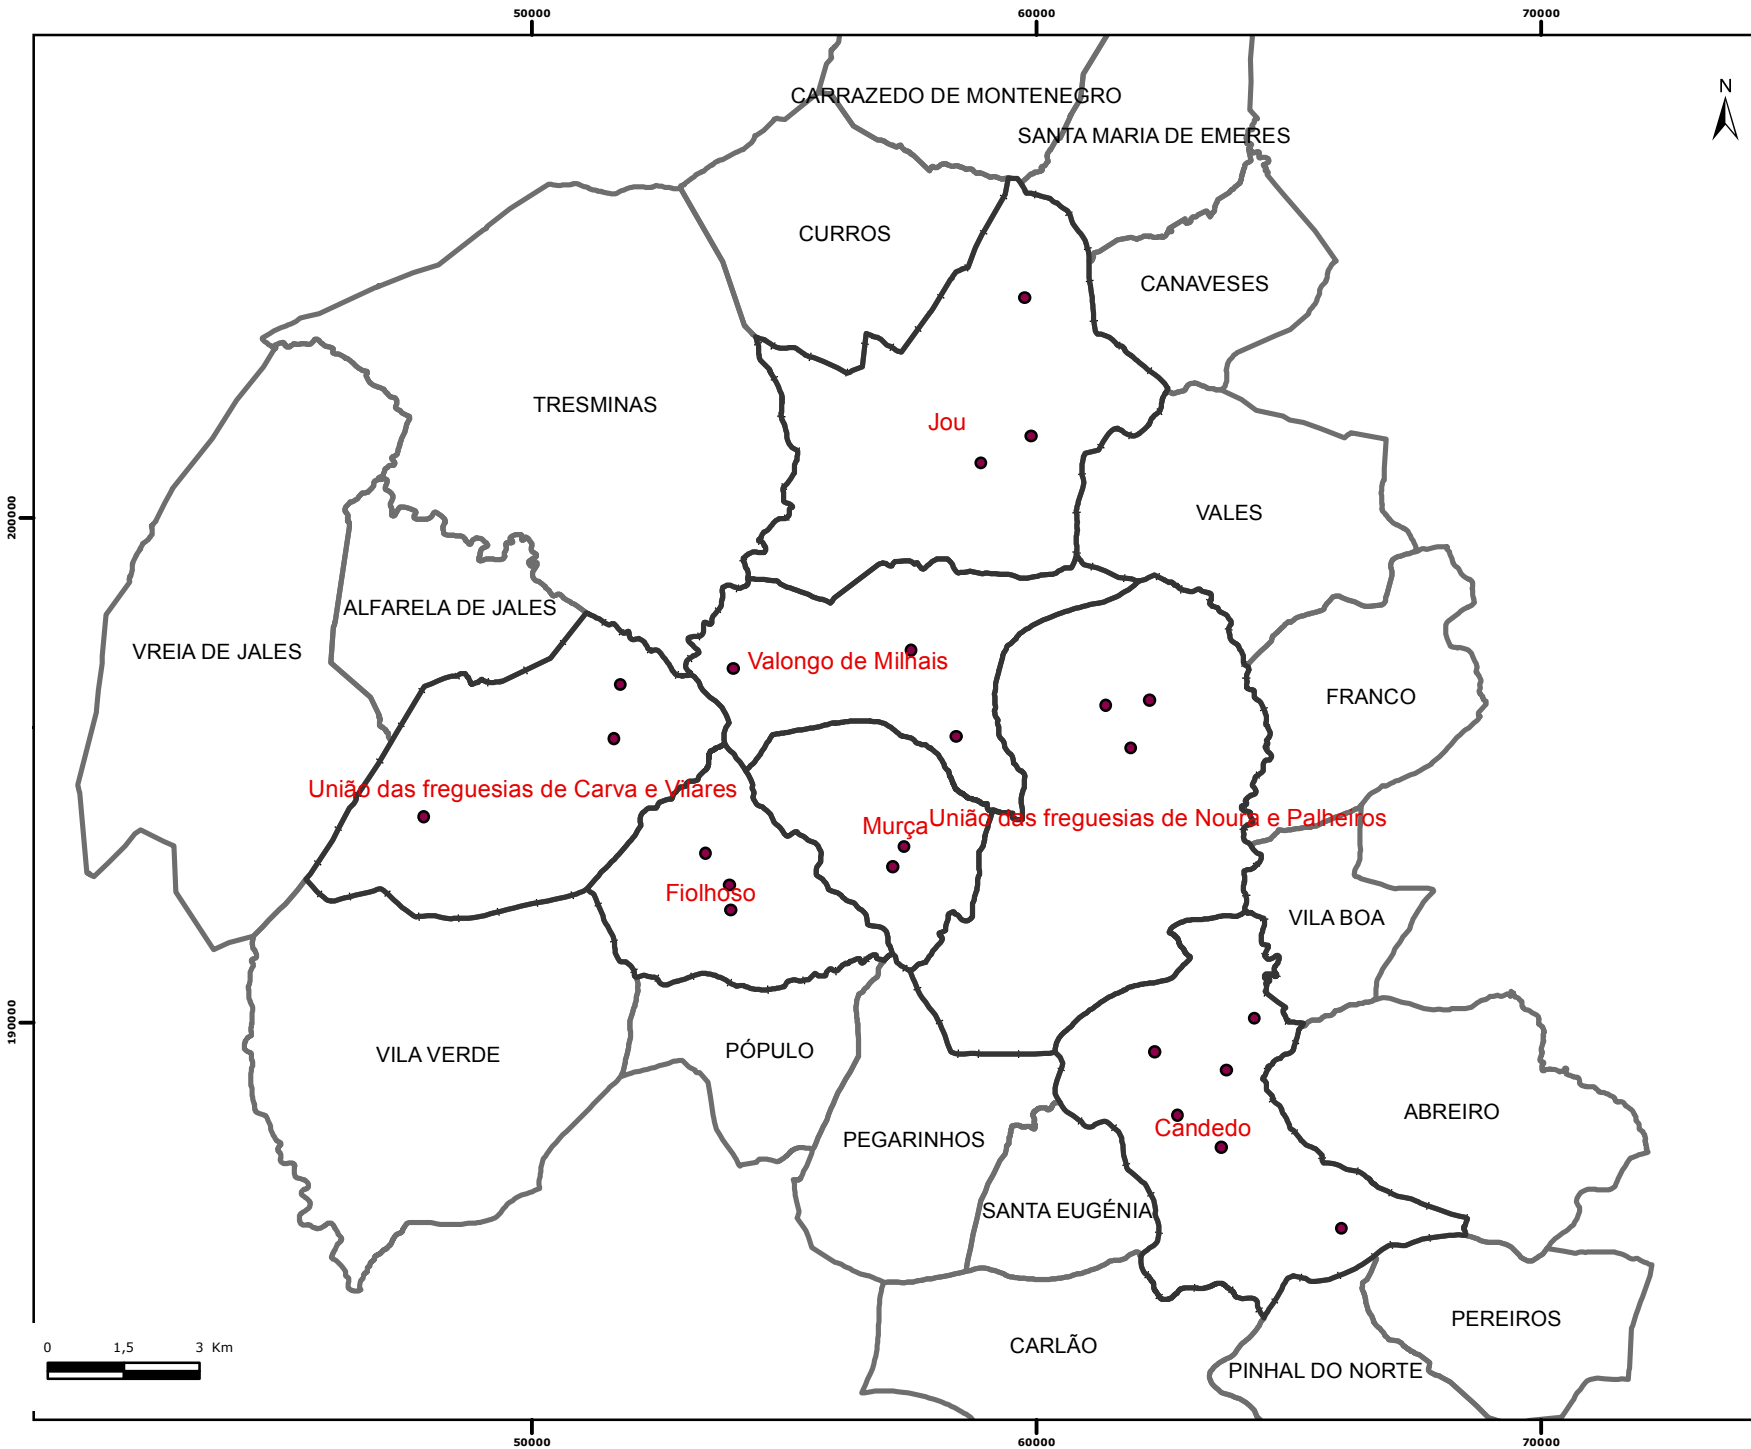 50000
60000
70000
N
CARRAZEDO DE MONTENEGRO
SANTA MARIA DE EMERES
CURROS
CANAVESES
TRESMINAS
Jou
200000
VALES
ALFARELA DE JALES
VREIA DE JALES
Valongo de Milhais
FRANCO
União das freguesias de Carva e Vilares
União das freguesias de Noura e Palheiros
Murça
Fiolhoso
VILA BOA
190000
VILA VERDE
PÓPULO
ABREIRO
Candedo
PEGARINHOS
SANTA EUGÉNIA
PEREIROS
CARLÃO
PINHAL DO NORTE
0 1,5 3 Km
50000
60000
70000